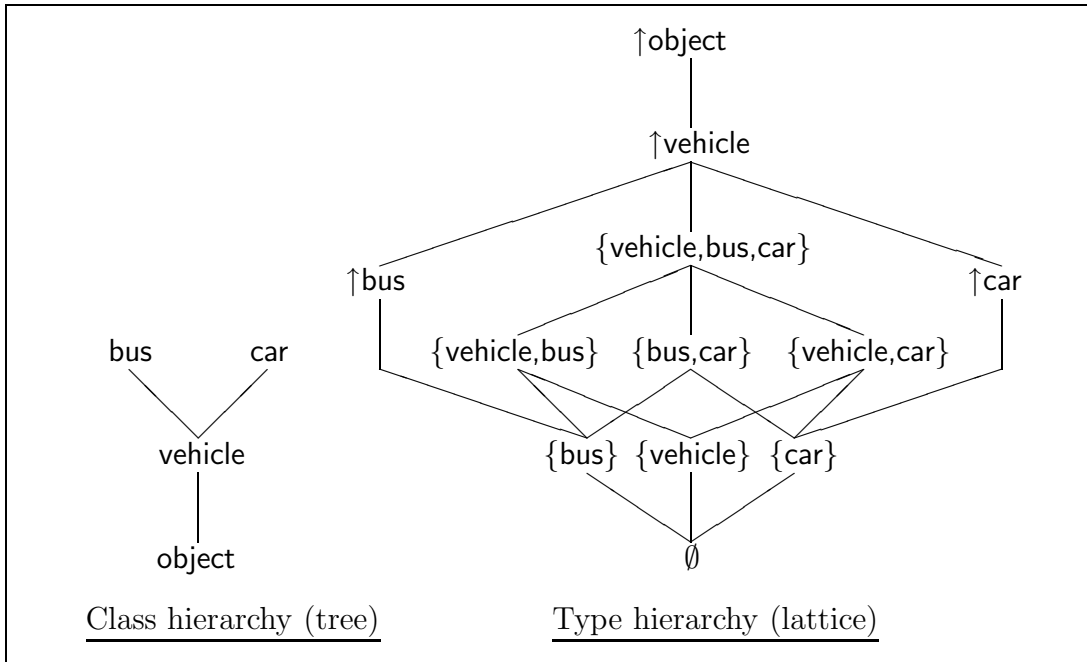 ↑object
↑vehicle
{vehicle,bus,car}
↑bus
↑car
bus
car
{vehicle,bus}
{bus,car}
{vehicle,car}
vehicle
{bus}
{vehicle}
{car}
object
∅
Class hierarchy (tree)
Type hierarchy (lattice)